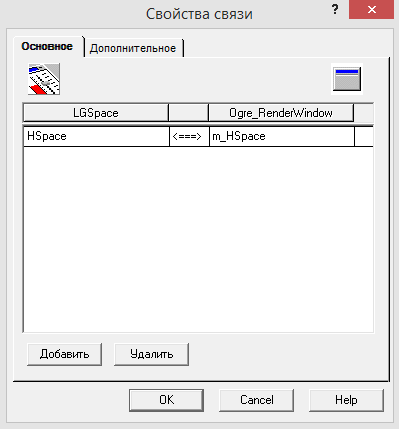 Свойства связи
? ×
Основное Дополнительное
LGSpace Ogre_RenderWindow
HSpace <===> m_HSpace
Добавить Удалить
OK Cancel Help